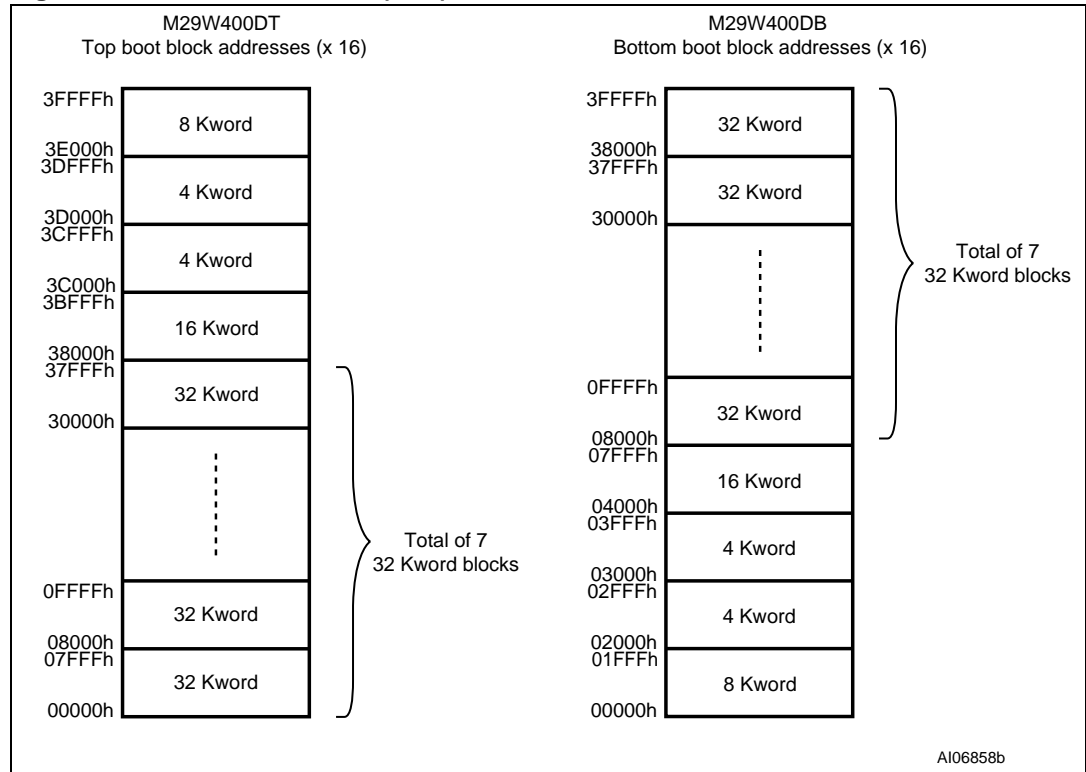 M29W400DT
Top boot block addresses (x 16)
3FFFFh
8 Kword
3E000h
3DFFFh
4 Kword
3D000h
3CFFFh
4 Kword
3C000h
3BFFFh
16 Kword
38000h
37FFFh
32 Kword
30000h
Total of 7
32 Kword blocks
0FFFFh
32 Kword
08000h
07FFFh
32 Kword
00000h
M29W400DB
Bottom boot block addresses (x 16)
3FFFFh
32 Kword
38000h
37FFFh
32 Kword
30000h
Total of 7
32 Kword blocks
0FFFFh
32 Kword
08000h
07FFFh
16 Kword
04000h
03FFFh
4 Kword
03000h
02FFFh
4 Kword
02000h
01FFFh
8 Kword
00000h
AI06858b